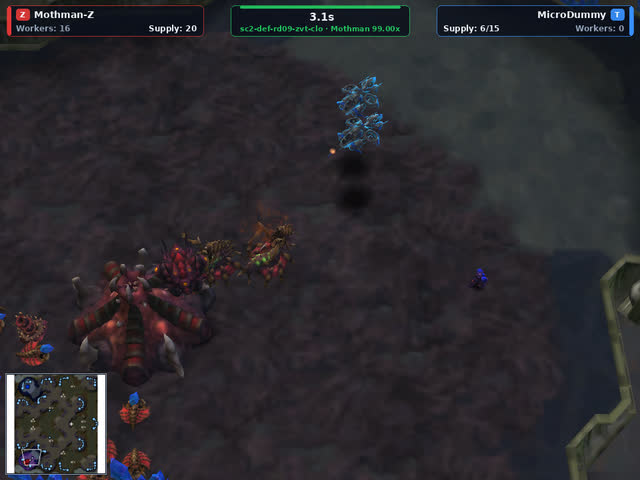 Z Mothman-Z
Workers: 16 Supply: 20
3.1s
sc2-def-rd09-zvt-clo · Mothman 99.00x
MicroDummy T
Supply: 6/15 Workers: 0